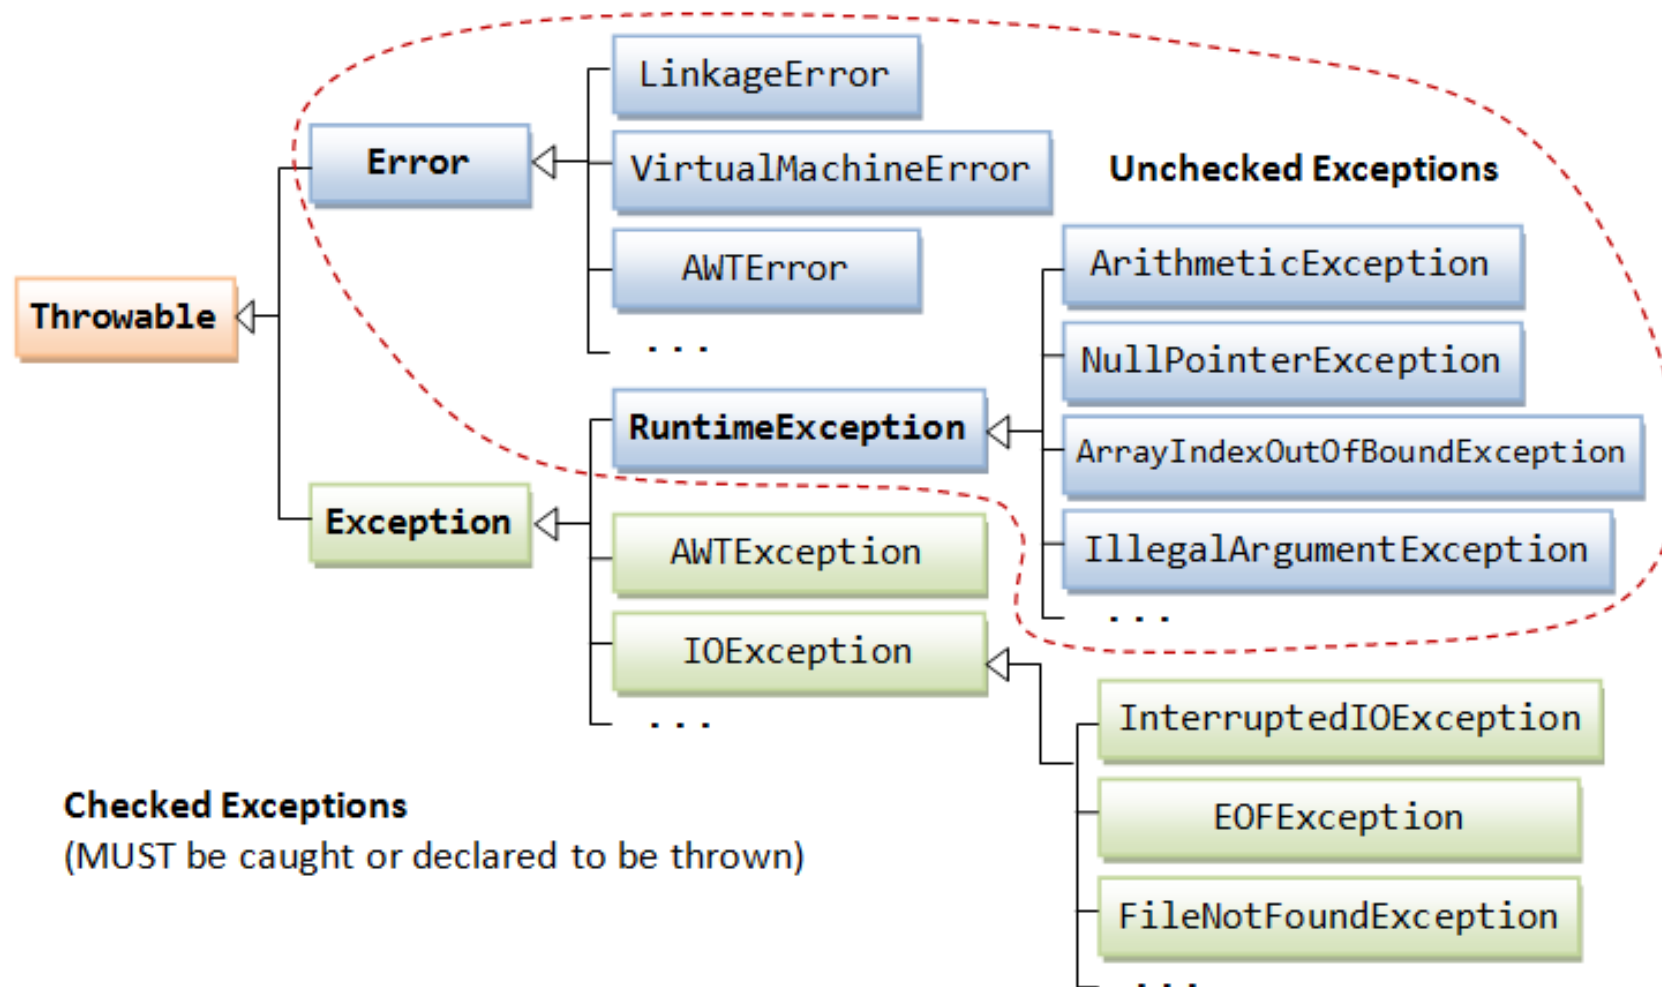 LinkageError
Error
VirtualMachineError
Unchecked Exceptions
AWTError
ArithmeticException
Throwable
...
NullPointerException
RuntimeException
ArrayIndexOutOfBoundException
Exception
AWTException
IllegalArgumentException
...
IOException
...
InterruptedIOException
Checked Exceptions
(MUST be caught or declared to be thrown)
EOFException
FileNotFoundException
...